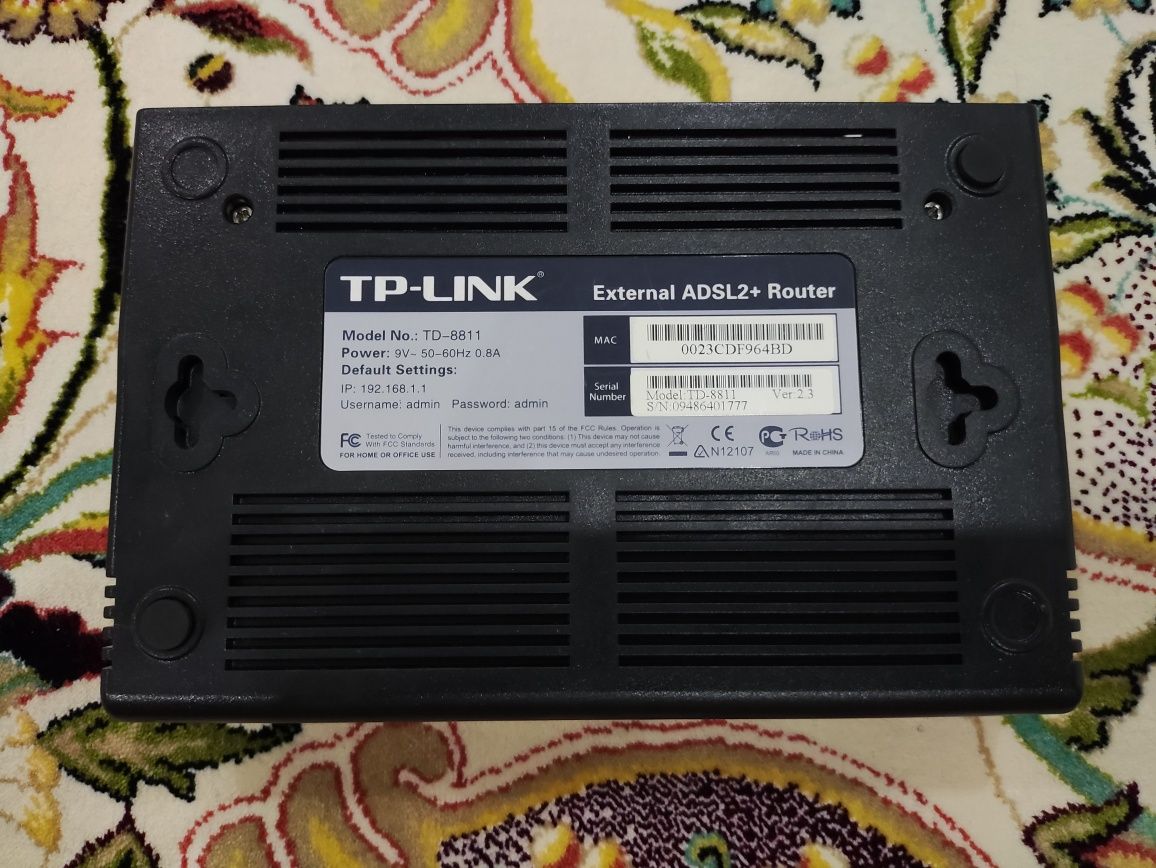 TP-LINK®
External ADSL2+ Router
Model No.: TD-8811
Power: 9V~ 50-60Hz 0.8A
Default Settings:
IP: 192.168.1.1
Username: admin Password: admin
MAC
0023CDF964BD
Serial
Number
Model:TD-8811 Ver:2.3
S/N:09486401777
FC Tested to Comply
With FCC Standards
FOR HOME OR OFFICE USE
This device complies with part 15 of the FCC Rules. Operation is
subject to the following two conditions: (1) This device may not cause
harmful interference, and (2) this device must accept any interference
received, including interference that may cause undesired operation.
CE
N12107
RoHS
MADE IN CHINA